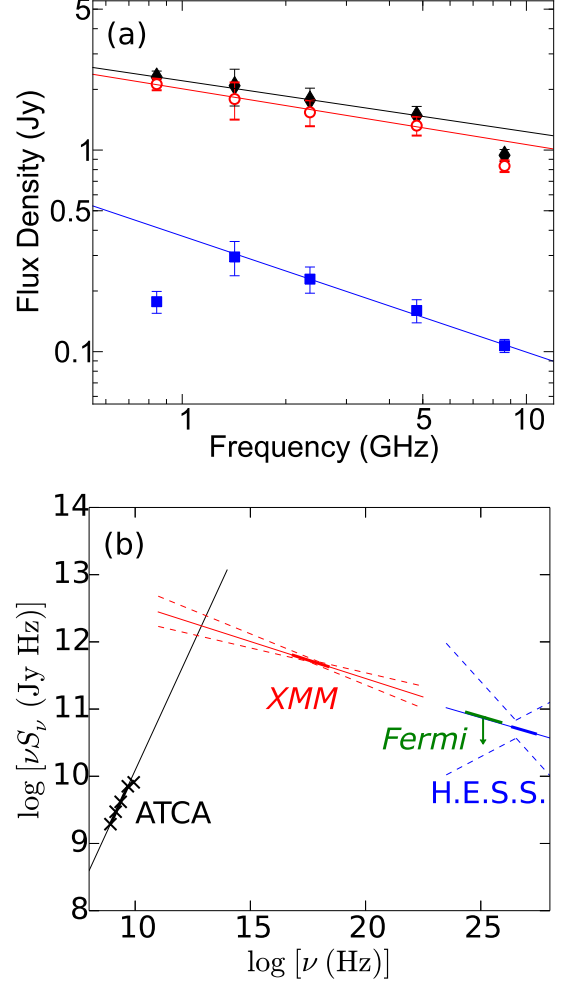 (a)
5
1
0.5
0.1
Flux Density (Jy)
1
5
10
Frequency (GHz)
(b)
14
13
12
11
10
9
8
log [νSν (Jy Hz)]
XMM
Fermi
H.E.S.S.
ATCA
10
15
20
25
log [ν (Hz)]